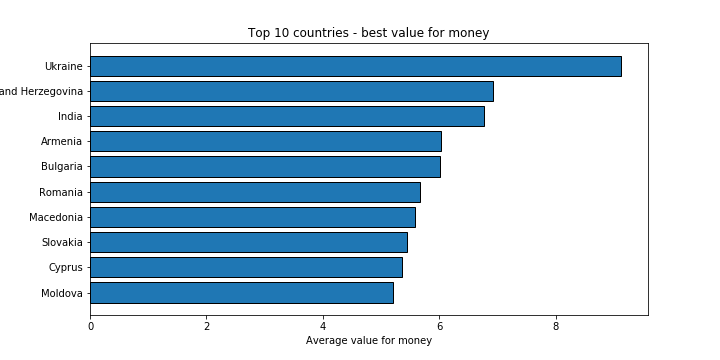 Top 10 countries - best value for money
Ukraine
and Herzegovina
India
Armenia
Bulgaria
Romania
Macedonia
Slovakia
Cyprus
Moldova
0 2 4 6 8
Average value for money